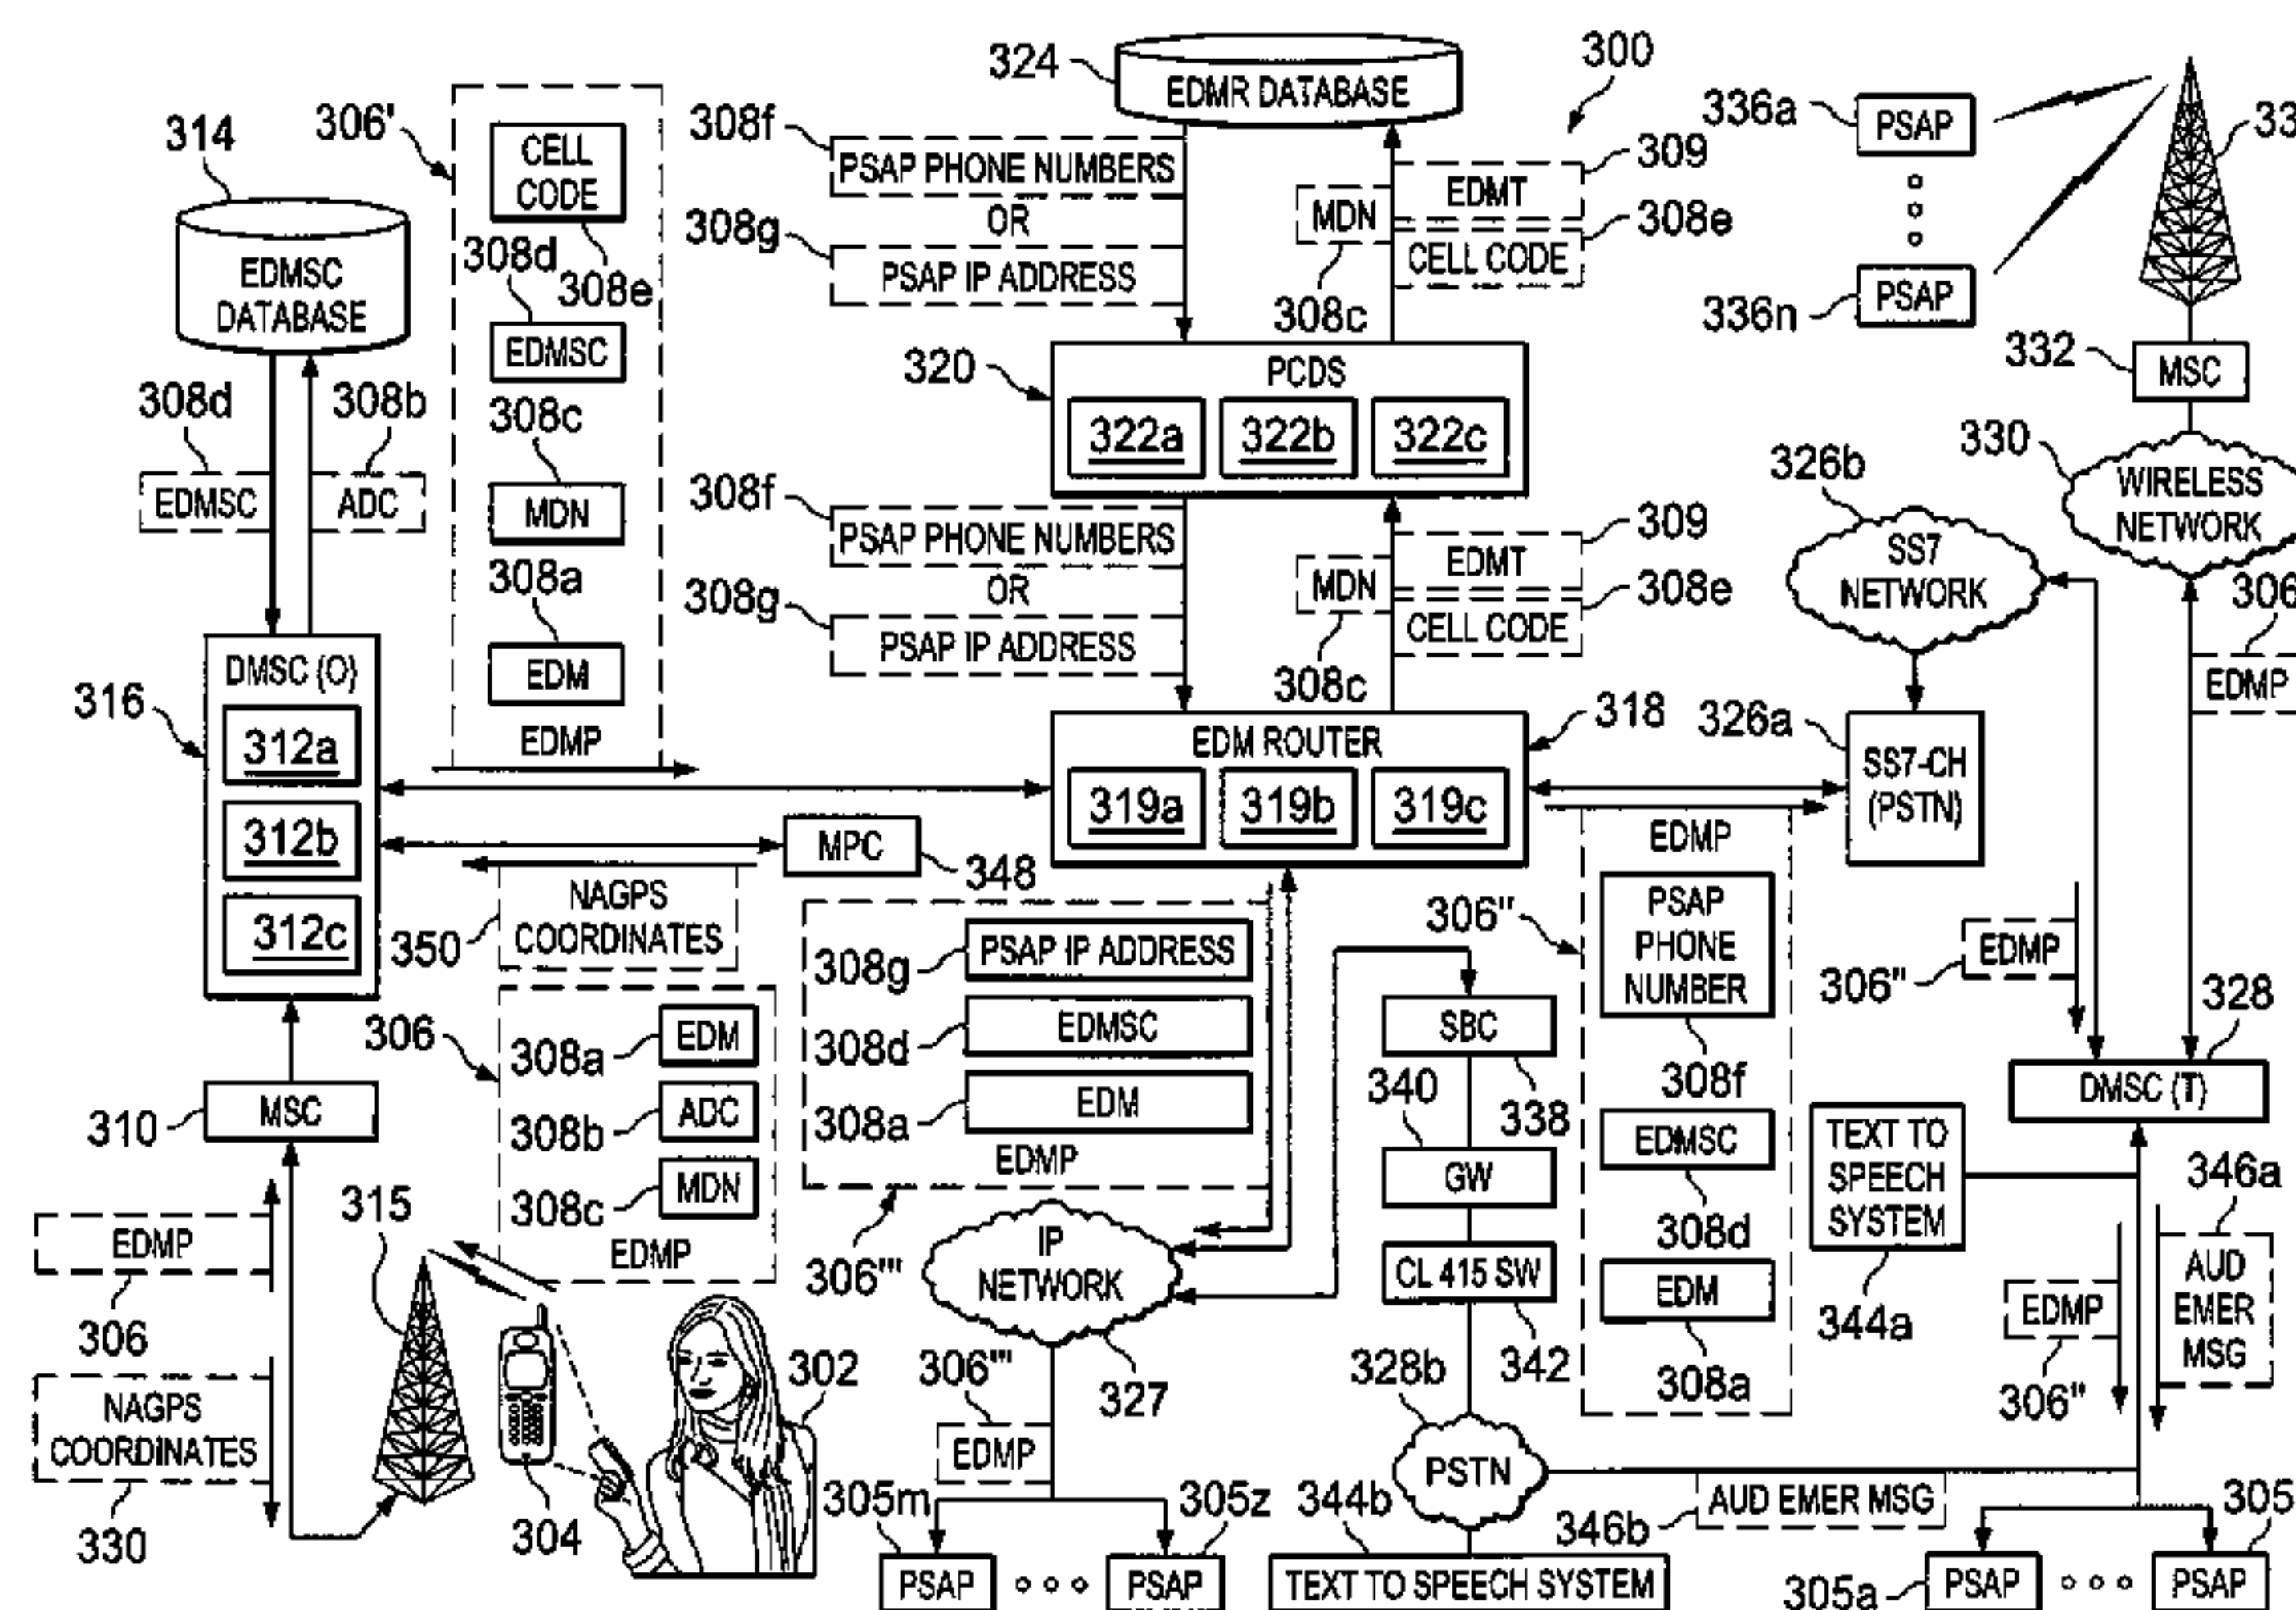 300
324
EDMR DATABASE
308f
PSAP PHONE NUMBERS
OR
308g
PSAP IP ADDRESS
MDN
308c
309
EDMT
308e
CELL CODE
336a
PSAP
336n
PSAP
332
MSC
330
WIRELESS
NETWORK
314
EDMSC
DATABASE
308d
EDMSC
308b
ADC
306'
CELL
CODE
308e
308d
EDMSC
308c
MDN
308a
EDM
EDMP
320
PCDS
322a
322b
322c
308f
PSAP PHONE NUMBERS
OR
308g
PSAP IP ADDRESS
MDN
308c
309
EDMT
308e
CELL CODE
326b
SS7
NETWORK
EDMP
316
DMSC (O)
312a
312b
312c
318
EDM ROUTER
319a
319b
319c
326a
SS7-CH
(PSTN)
MPC
348
NAGPS
COORDINATES
350
306
308a
EDM
308b
ADC
308c
MDN
EDMP
308g
PSAP IP ADDRESS
308d
EDMSC
308a
EDM
EDMP
306'''
SBC
338
340
GW
CL 415 SW
342
306"
EDMP
PSAP
PHONE
NUMBER
308f
EDMSC
308d
EDM
308a
306"
EDMP
328
DMSC (T)
TEXT TO
SPEECH
SYSTEM
344a
346a
AUD
EMER
MSG
EDMP
306"
310
MSC
EDMP
306
NAGPS
COORDINATES
330
315
304
302
IP
NETWORK
327
306'''
EDMP
305m
PSAP
305z
PSAP
328b
PSTN
344b
TEXT TO SPEECH SYSTEM
346b
AUD EMER MSG
305a
PSAP
PSAP